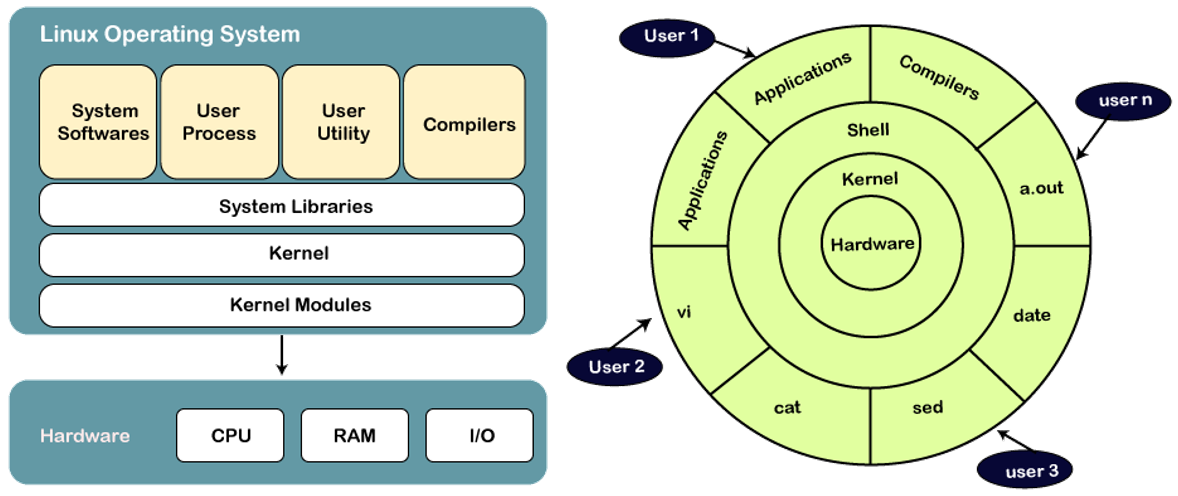 Linux Operating System
System
Softwares
User
Process
User
Utility
Compilers
System Libraries
Kernel
Kernel Modules
Hardware
CPU
RAM
I/O
User 1
Applications
Compilers
user n
Applications
Shell
Kernel
Hardware
a.out
vi
date
User 2
cat
sed
user 3